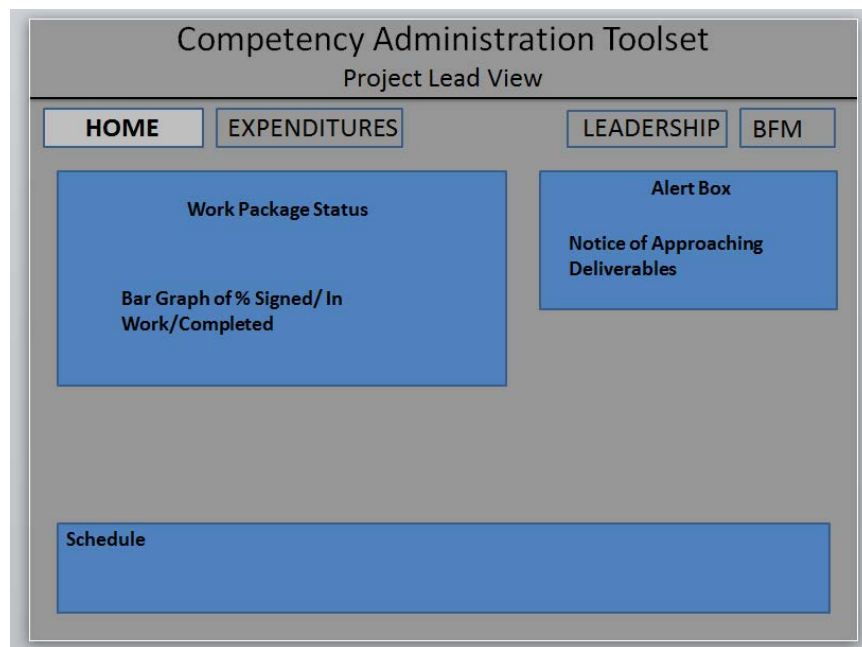 Competency Administration Toolset
Project Lead View
HOME
EXPENDITURES
LEADERSHIP
BFM
Work Package Status
Bar Graph of % Signed/ In
Work/Completed
Alert Box
Notice of Approaching
Deliverables
Schedule